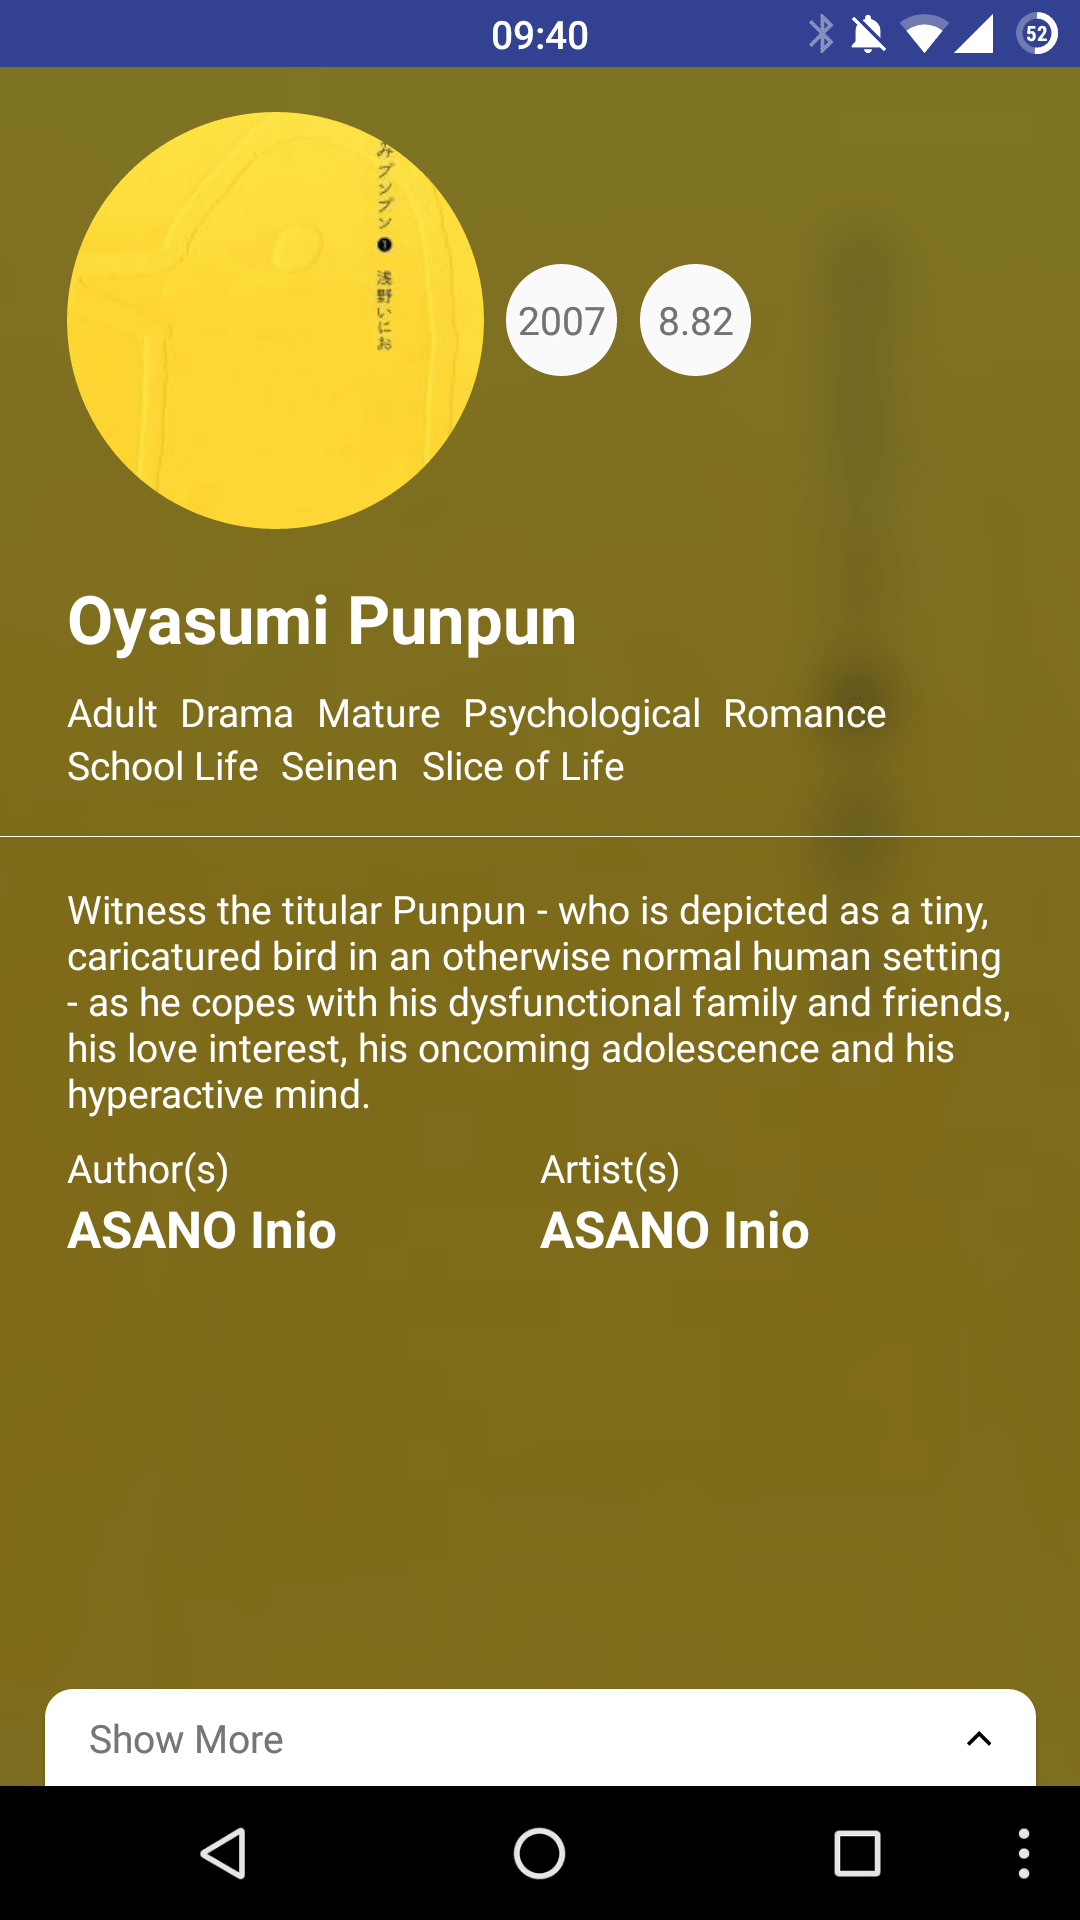 09:40
52
み プンプン 1 浅野いにお
2007
8.82
Oyasumi Punpun
Adult Drama Mature Psychological Romance
School Life Seinen Slice of Life
Witness the titular Punpun - who is depicted as a tiny,
caricatured bird in an otherwise normal human setting
- as he copes with his dysfunctional family and friends,
his love interest, his oncoming adolescence and his
hyperactive mind.
Author(s)
ASANO Inio
Artist(s)
ASANO Inio
Show More